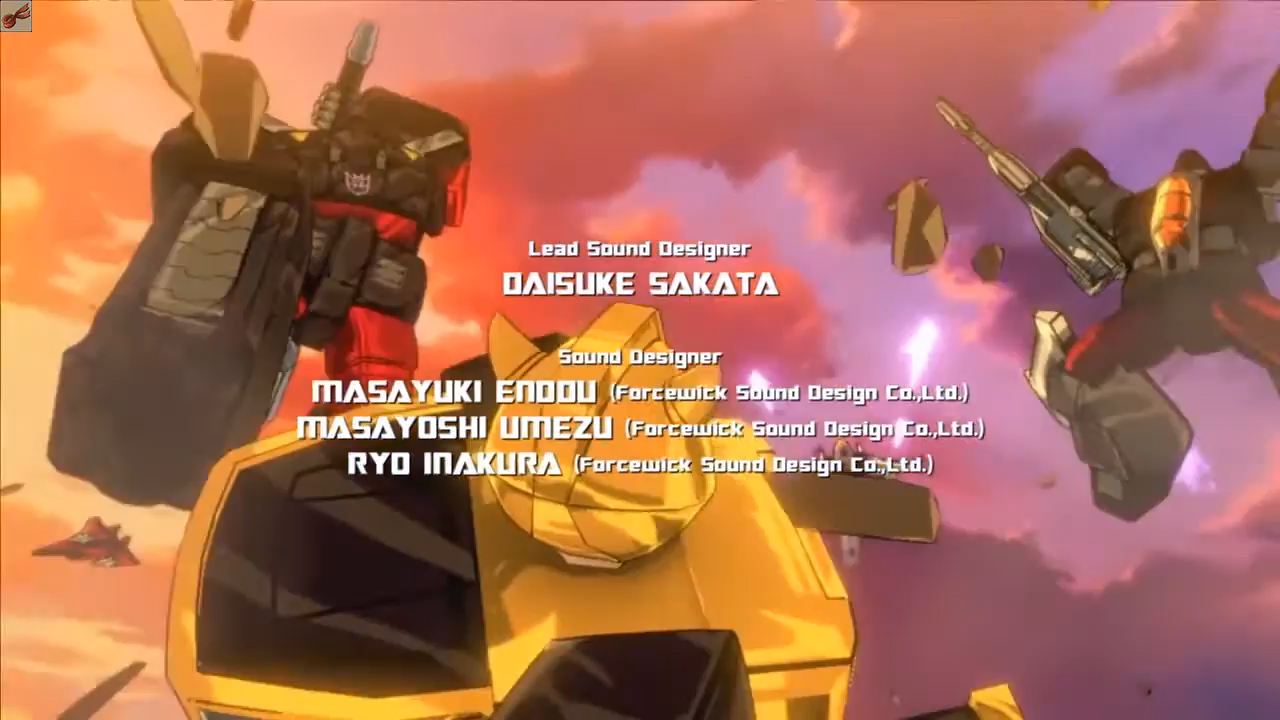 Lead Sound Designer
DAISUKE SAKATA
Sound Designer
MASAYUKI ENDOU (Forcewick Sound Design Co.,Ltd.)
MASAYOSHI UMEZU (Forcewick Sound Design Co.,Ltd.)
RYO INAKURA (Forcewick Sound Design Co.,Ltd.)